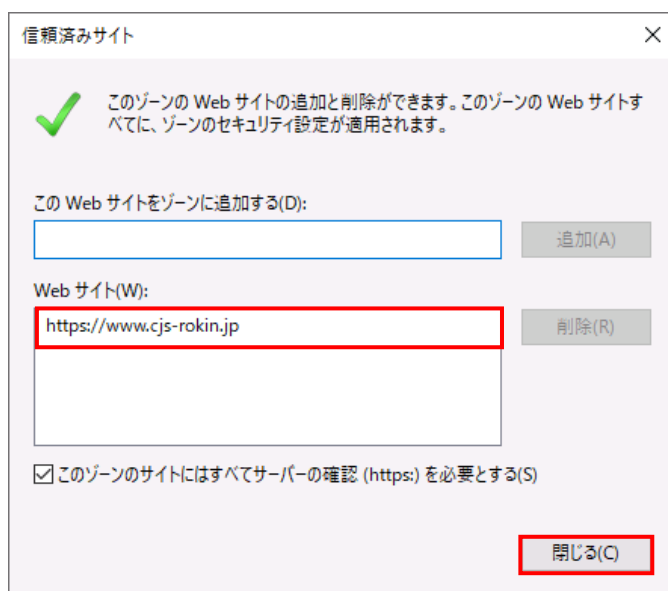 信頼済みサイト
このゾーンの Web サイトの追加と削除ができます。このゾーンの Web サイトす
べてに、ゾーンのセキュリティ設定が適用されます。
この Web サイトをゾーンに追加する(D):
追加(A)
Web サイト(W):
https://www.cjs-rokin.jp
削除(R)
このゾーンのサイトにはすべてサーバーの確認 (https:) を必要とする(S)
閉じる(C)